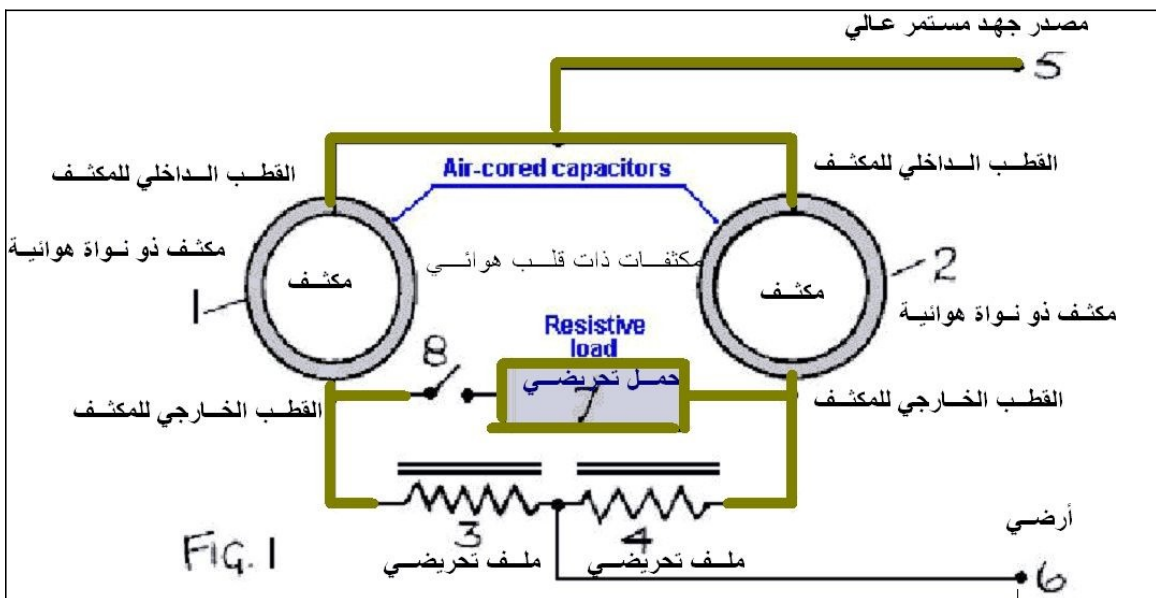 مصدر جهد مستمر عالي
5
القطب الداخلي للمكثف
Air-cored capacitors
القطب الداخلي للمكثف
مكثف ذو نواة هوائية
مكثف
مكثفات ذات قلب هوائي
مكثف
2
مكثف ذو نواة هوائية
1
Resistive
load
8
حمل تحريضي
7
القطب الخارجي للمكثف
القطب الخارجي للمكثف
3
4
أرضي
FIG. 1
ملف تحريضي
ملف تحريضي
6